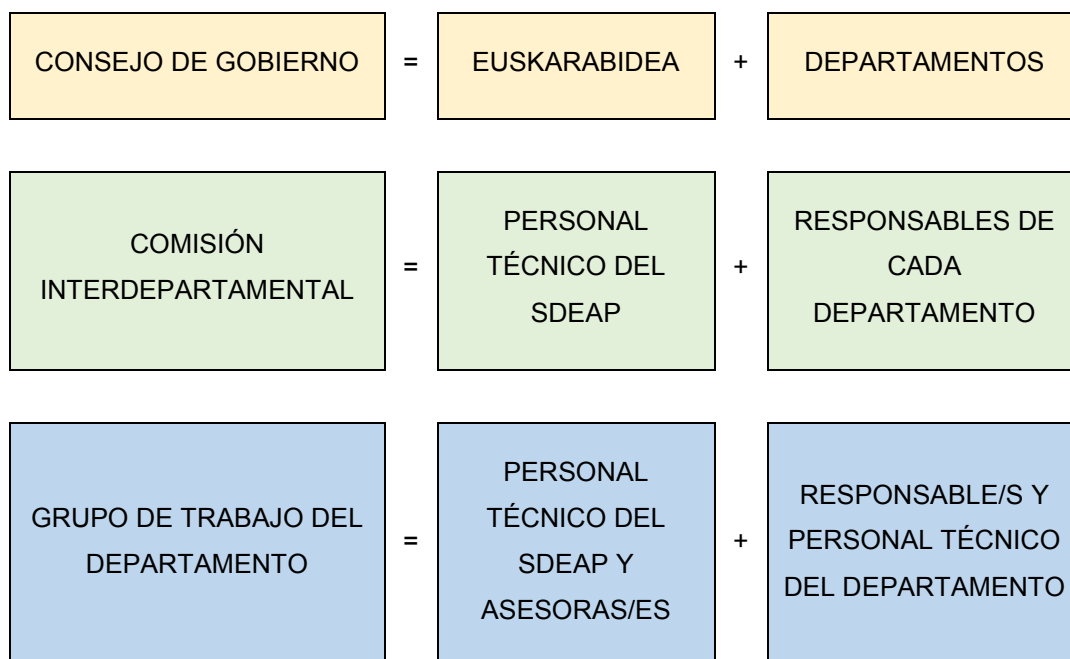 CONSEJO DE GOBIERNO = EUSKARABIDEA + DEPARTAMENTOS
COMISIÓN
INTERDEPARTAMENTAL
=
PERSONAL
TÉCNICO DEL
SDEAP
+
RESPONSABLES DE
CADA
DEPARTAMENTO
GRUPO DE TRABAJO DEL
DEPARTAMENTO
=
PERSONAL
TÉCNICO DEL
SDEAP Y
ASESORAS/ES
+
RESPONSABLE/S Y
PERSONAL TÉCNICO
DEL DEPARTAMENTO